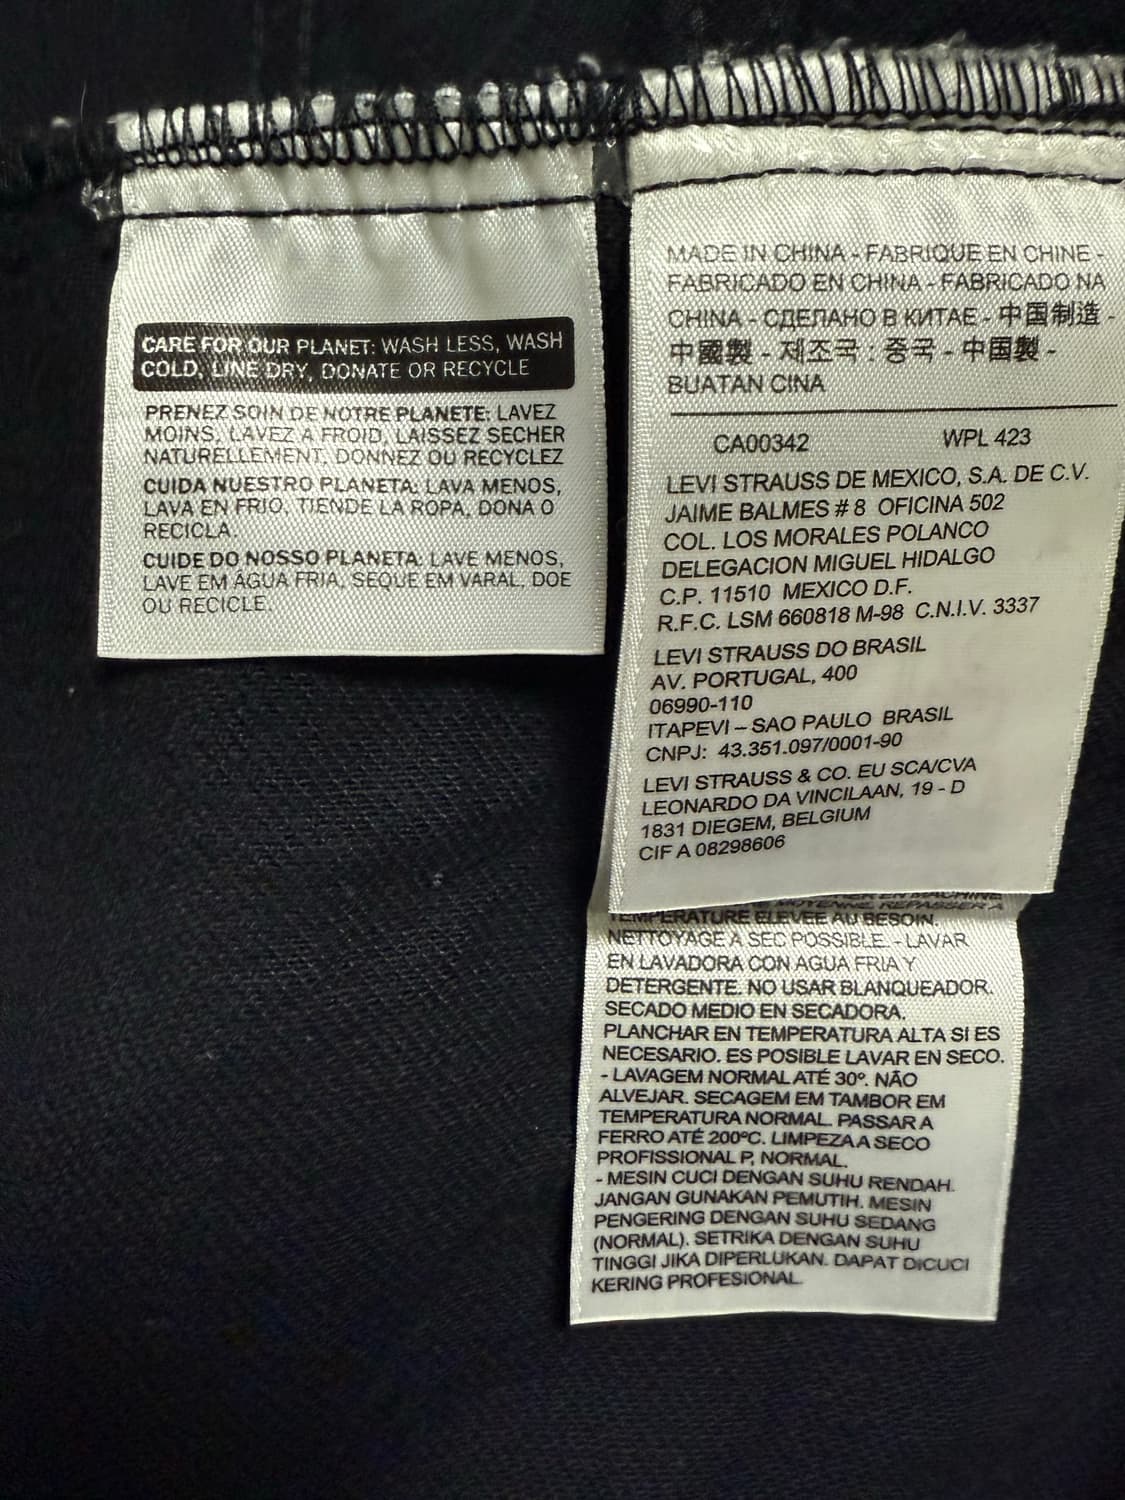 CARE FOR OUR PLANET: WASH LESS, WASH
COLD, LINE DRY, DONATE OR RECYCLE
PRENEZ SOIN DE NOTRE PLANETE: LAVEZ
MOINS, LAVEZ A FROID, LAISSEZ SECHER
NATURELLEMENT, DONNEZ OU RECYCLEZ
CUIDA NUESTRO PLANETA: LAVA MENOS,
LAVA EN FRIO, TIENDE LA ROPA, DONA O
RECICLA.
CUIDE DO NOSSO PLANETA: LAVE MENOS,
LAVE EM AGUA FRIA, SEQUE EM VARAL, DOE
OU RECICLE.
MADE IN CHINA - FABRIQUE EN CHINE -
FABRICADO EN CHINA - FABRICADO NA
CHINA - СДЕЛАНО В КИТАЕ - 中国制造 -
中國製 - 제조국 : 중국 - 中国製 -
BUATAN CINA
CA00342 WPL 423
LEVI STRAUSS DE MEXICO, S.A. DE C.V.
JAIME BALMES # 8 OFICINA 502
COL. LOS MORALES POLANCO
DELEGACION MIGUEL HIDALGO
C.P. 11510 MEXICO D.F.
R.F.C. LSM 660818 M-98 C.N.I.V. 3337
LEVI STRAUSS DO BRASIL
AV. PORTUGAL, 400
06990-110
ITAPEVI – SAO PAULO BRASIL
CNPJ: 43.351.097/0001-90
LEVI STRAUSS & CO. EU SCA/CVA
LEONARDO DA VINCILAAN, 19 - D
1831 DIEGEM, BELGIUM
CIF A 08298606
EN MACHINE
MOYENNE. REPASSER A
TEMPERATURE ELEVEE AU BESOIN.
NETTOYAGE A SEC POSSIBLE. - LAVAR
EN LAVADORA CON AGUA FRIA Y
DETERGENTE. NO USAR BLANQUEADOR.
SECADO MEDIO EN SECADORA.
PLANCHAR EN TEMPERATURA ALTA SI ES
NECESARIO. ES POSIBLE LAVAR EN SECO.
- LAVAGEM NORMAL ATÉ 30º. NÃO
ALVEJAR. SECAGEM EM TAMBOR EM
TEMPERATURA NORMAL. PASSAR A
FERRO ATÉ 200ºC. LIMPEZA A SECO
PROFISSIONAL P, NORMAL.
- MESIN CUCI DENGAN SUHU RENDAH.
JANGAN GUNAKAN PEMUTIH. MESIN
PENGERING DENGAN SUHU SEDANG
(NORMAL). SETRIKA DENGAN SUHU
TINGGI JIKA DIPERLUKAN. DAPAT DICUCI
KERING PROFESIONAL.